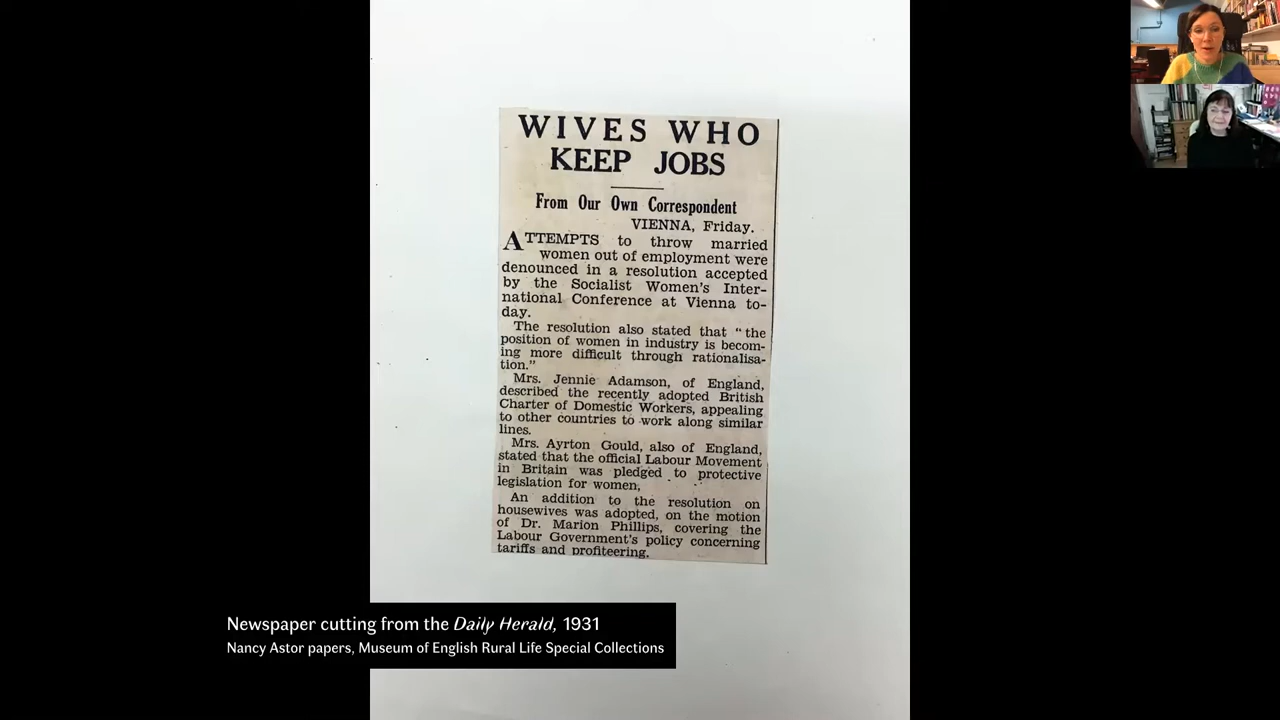 WIVES WHO
KEEP JOBS
From Our Own Correspondent
VIENNA, Friday.
ATTEMPTS to throw married
women out of employment were
denounced in a resolution accepted
by the Socialist Women's Inter-
national Conference at Vienna to-
day.
The resolution also stated that "the
position of women in industry is becom-
ing more difficult through rationalisa-
tion."
Mrs. Jennie Adamson, of England,
described the recently adopted British
Charter of Domestic Workers, appealing
to other countries to work along similar
lines.
Mrs. Ayrton Gould, also of England,
stated that the official Labour Movement
in Britain was pledged to protective
legislation for women,
An addition to the resolution on
housewives was adopted, on the motion
of Dr. Marion Phillips, covering the
Labour Government's policy concerning
tariffs and profiteering.
Newspaper cutting from the Daily Herald, 1931
Nancy Astor papers, Museum of English Rural Life Special Collections